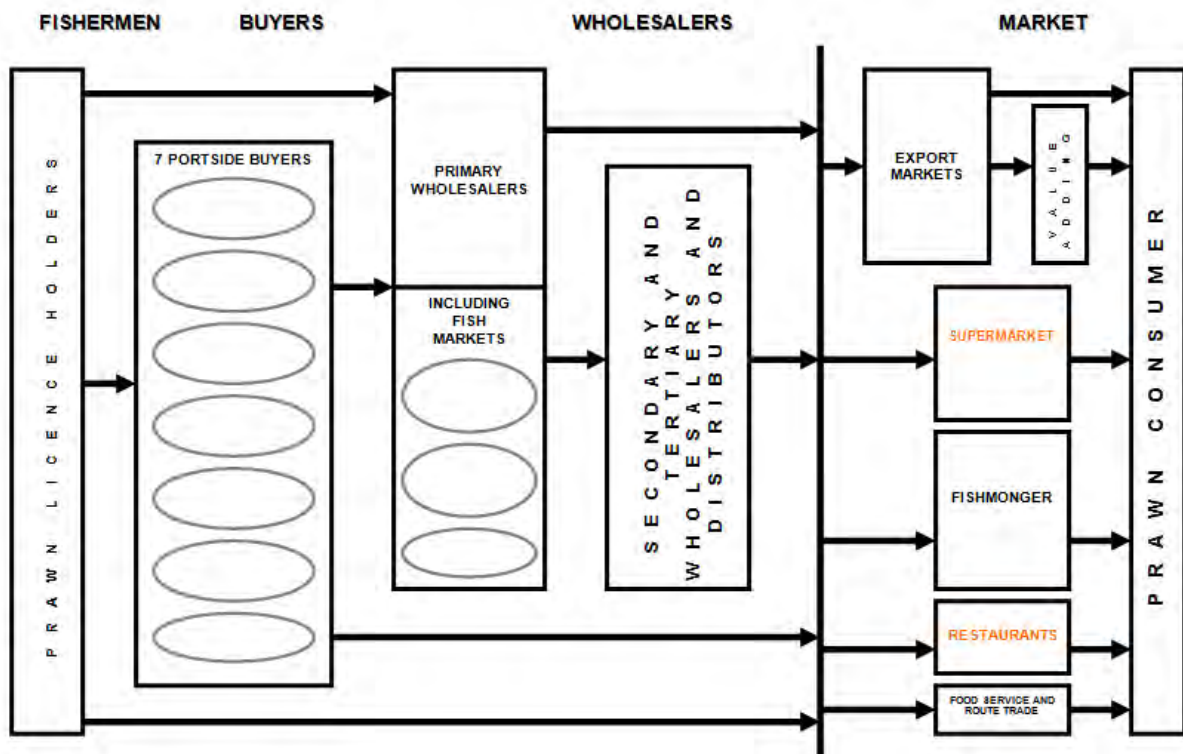 FISHERMEN
BUYERS
WHOLESALERS
MARKET
PRAWN LICENCE HOLDERS
7 PORTSIDE BUYERS
PRIMARY
WHOLESALERS
INCLUDING
FISH
MARKETS
SECONDARY AND
TERTIARY
WHOLESALERS AND
DISTRIBUTORS
EXPORT
MARKETS
VALUE
ADDING
SUPERMARKET
FISHMONGER
RESTAURANTS
FOOD SERVICE AND
ROUTE TRADE
PRAWN CONSUMER